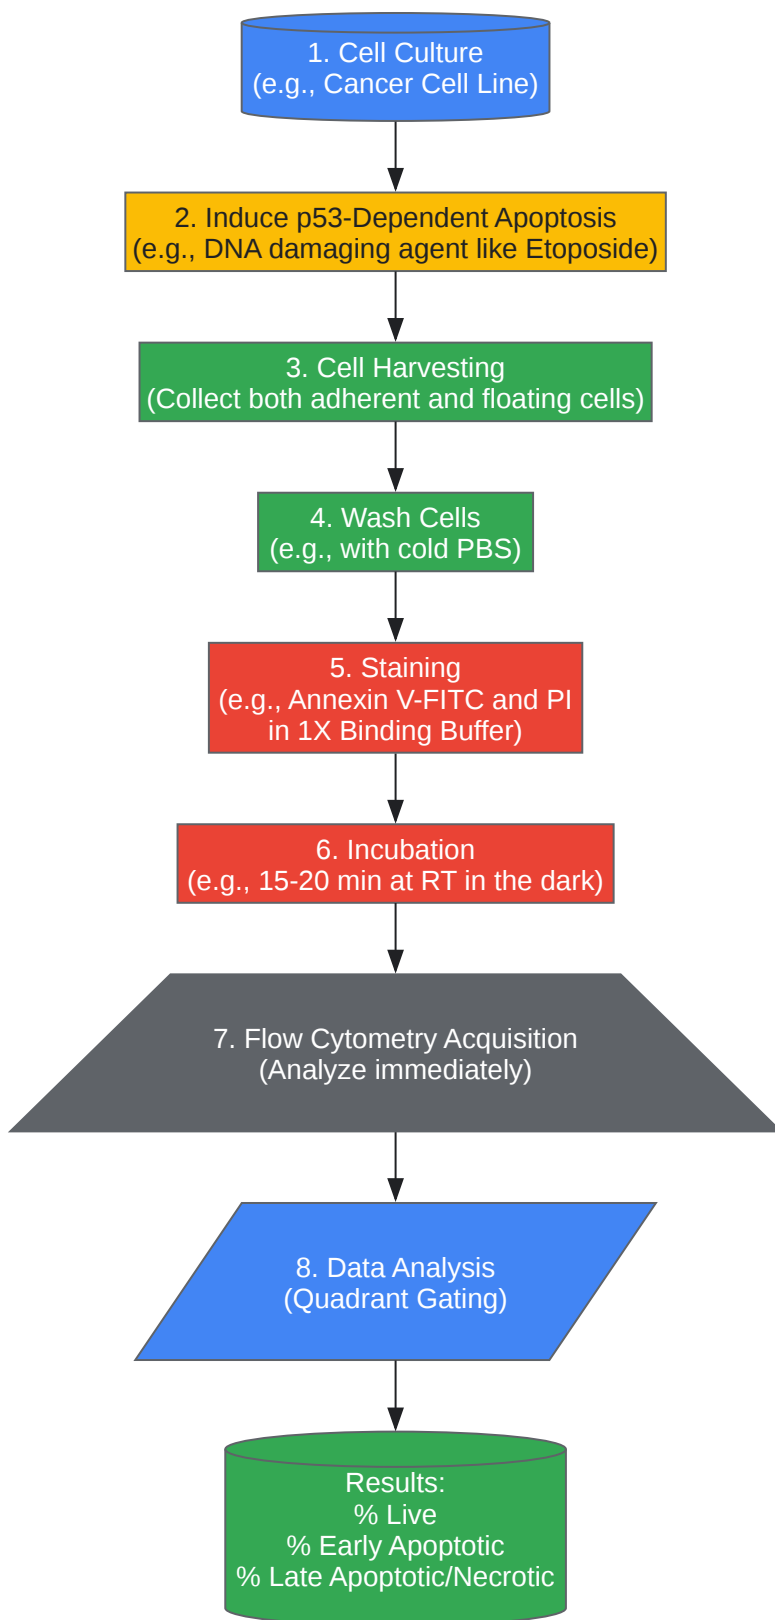 1. Cell Culture
(e.g., Cancer Cell Line)
2. Induce p53-Dependent Apoptosis
(e.g., DNA damaging agent like Etoposide)
3. Cell Harvesting
(Collect both adherent and floating cells)
4. Wash Cells
(e.g., with cold PBS)
5. Staining
(e.g., Annexin V-FITC and PI
in 1X Binding Buffer)
6. Incubation
(e.g., 15-20 min at RT in the dark)
7. Flow Cytometry Acquisition
(Analyze immediately)
8. Data Analysis
(Quadrant Gating)
Results:
% Live
% Early Apoptotic
% Late Apoptotic/Necrotic